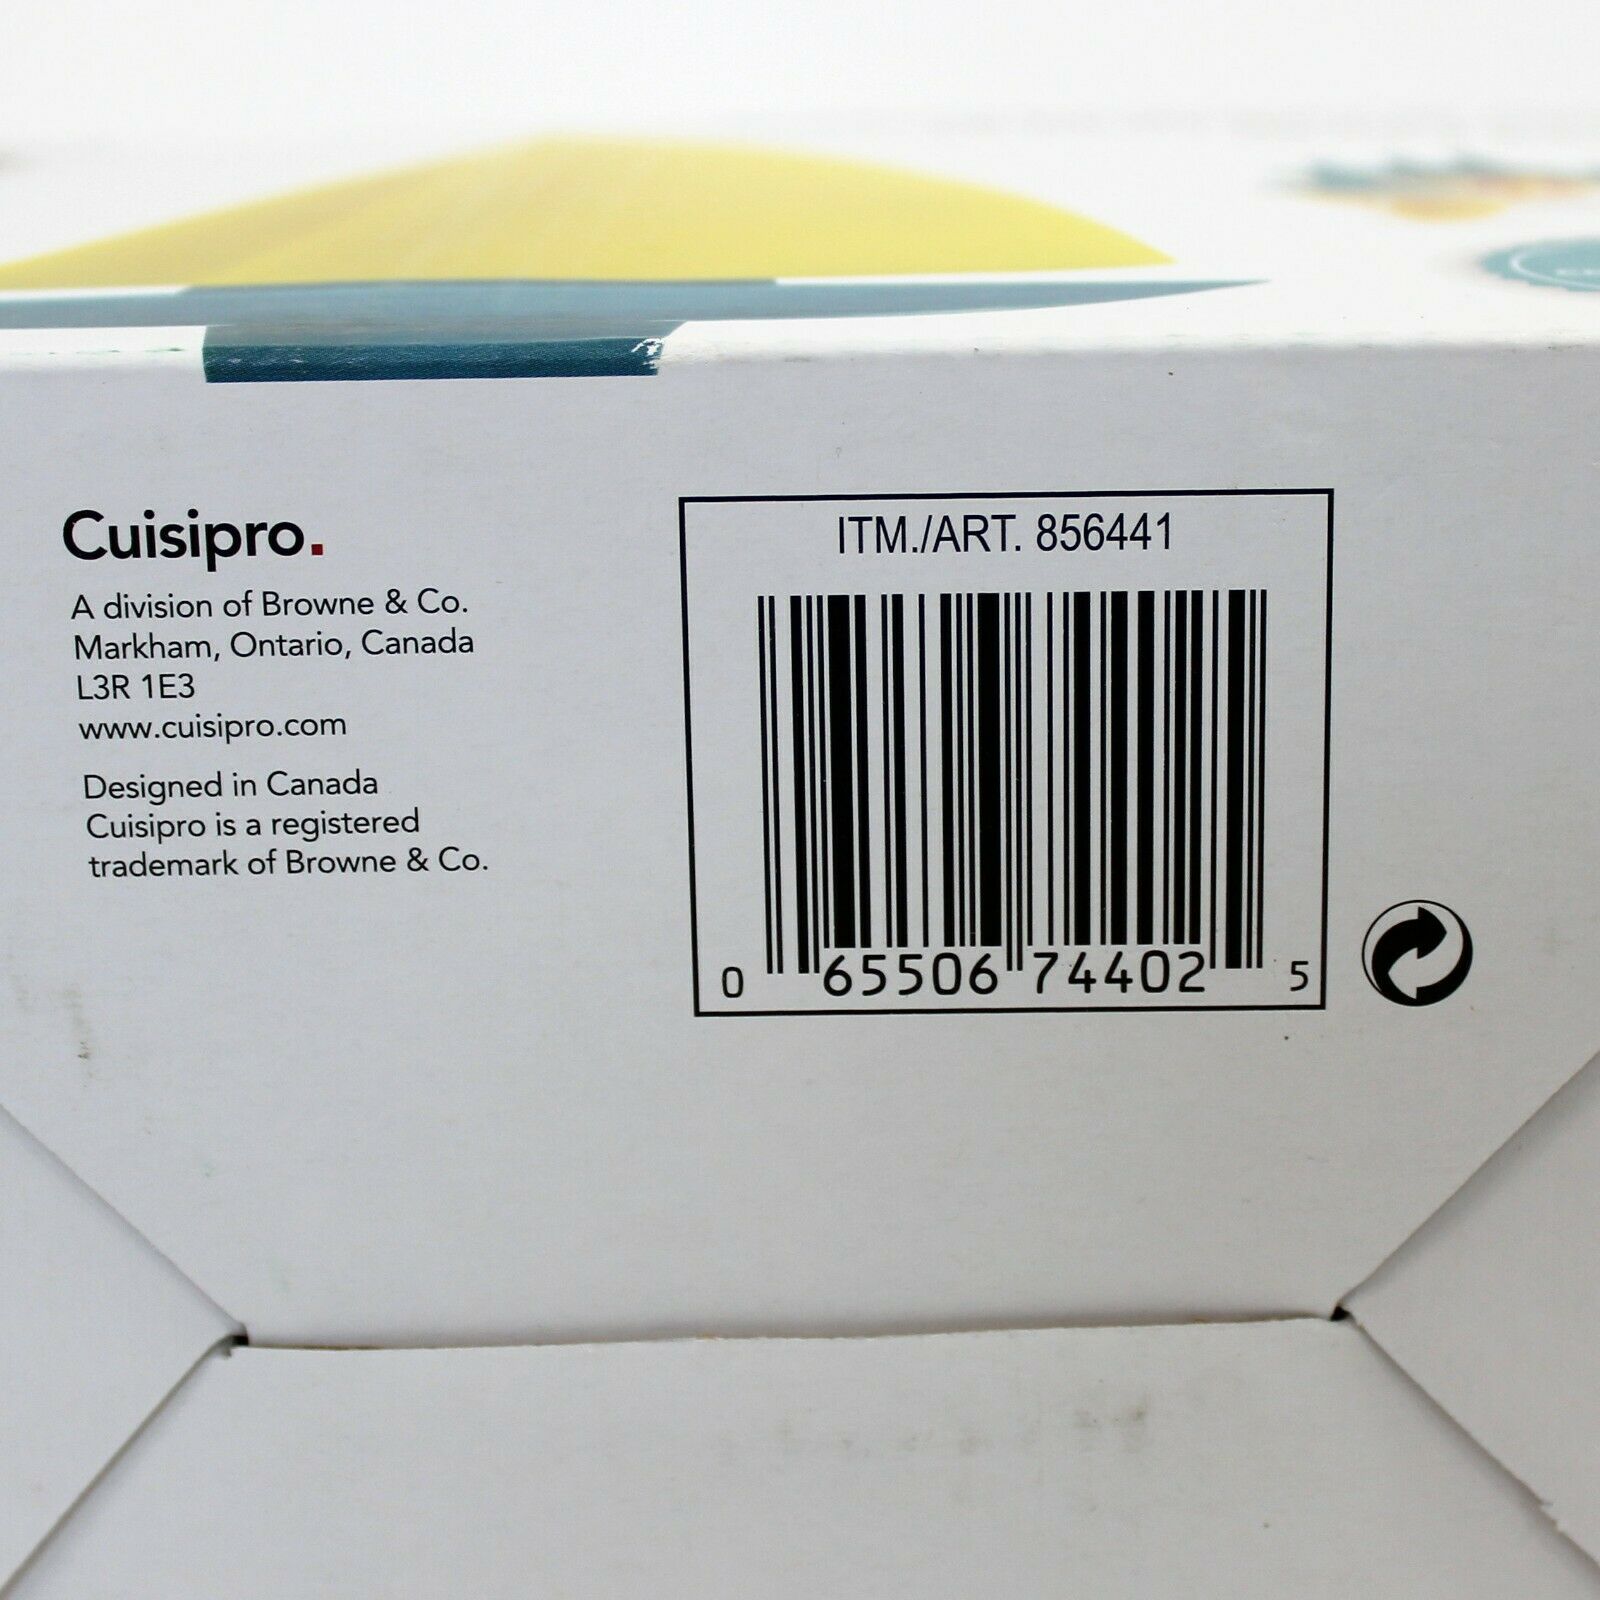 Cuisipro.
A division of Browne & Co.
Markham, Ontario, Canada
L3R 1E3
www.cuisipro.com
Designed in Canada
Cuisipro is a registered
trademark of Browne & Co.
ITM./ART. 856441
0 65506 74402 5